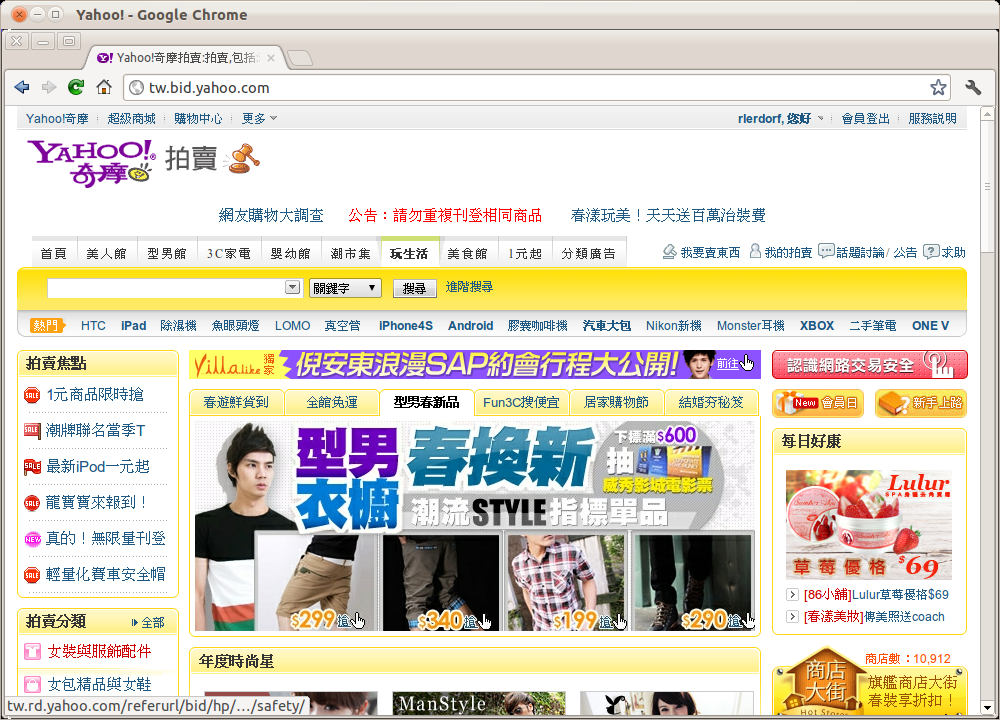 Yahoo! - Google Chrome
Yahoo!奇摩拍賣:拍賣,包括
tw.bid.yahoo.com
Yahoo!奇摩 超級商城 購物中心 更多 rlerdorf, 您好 會員登出 服務說明
YAHOO! 奇摩 拍賣
網友購物大調查 公告：請勿重複刊登相同商品 春漾玩美！天天送百萬治裝費
首頁 美人館 型男館 3C家電 嬰幼館 潮市集 玩生活 美食館 1元起 分類廣告 我要賣東西 我的拍賣 話題討論/ 公告 求助
關鍵字 搜尋 進階搜尋
熱門 HTC iPad 除濕機 魚眼頭燈 LOMO 真空管 iPhone4S Android 膠囊咖啡機 汽車大包 Nikon新機 Monster耳機 XBOX 二手筆電 ONE V
拍賣焦點
1元商品限時搶
潮牌聯名當季T
最新iPod一元起
龍寶寶來報到！
真的！無限量刊登
輕量化賽車安全帽
拍賣分類 全部
女裝與服飾配件
女包精品與女鞋
Villa like 獨家 倪安東浪漫SAP約會行程大公開! 前往
春遊鮮貨到 全館免運 型男春新品 Fun3C搜便宜 居家購物節 結婚夯秘笈
型男衣櫥 春換新
下標滿$600
抽
威秀影城電影票
潮流STYLE指標單品
$299搶 $340搶 $199搶 $290搶
年度時尚星
ManStyle
認識網路交易安全
New 會員日 新手上路
每日好康
Lulur
草莓優格 $69
[86小舖]Lulur草莓優格$69
[春漾美妝]傳美照送coach
商店大街
Hot Stores
商店數：10,912
旗艦商店大街
春裝享折扣！
tw.rd.yahoo.com/referurl/bid/hp/.../safety/